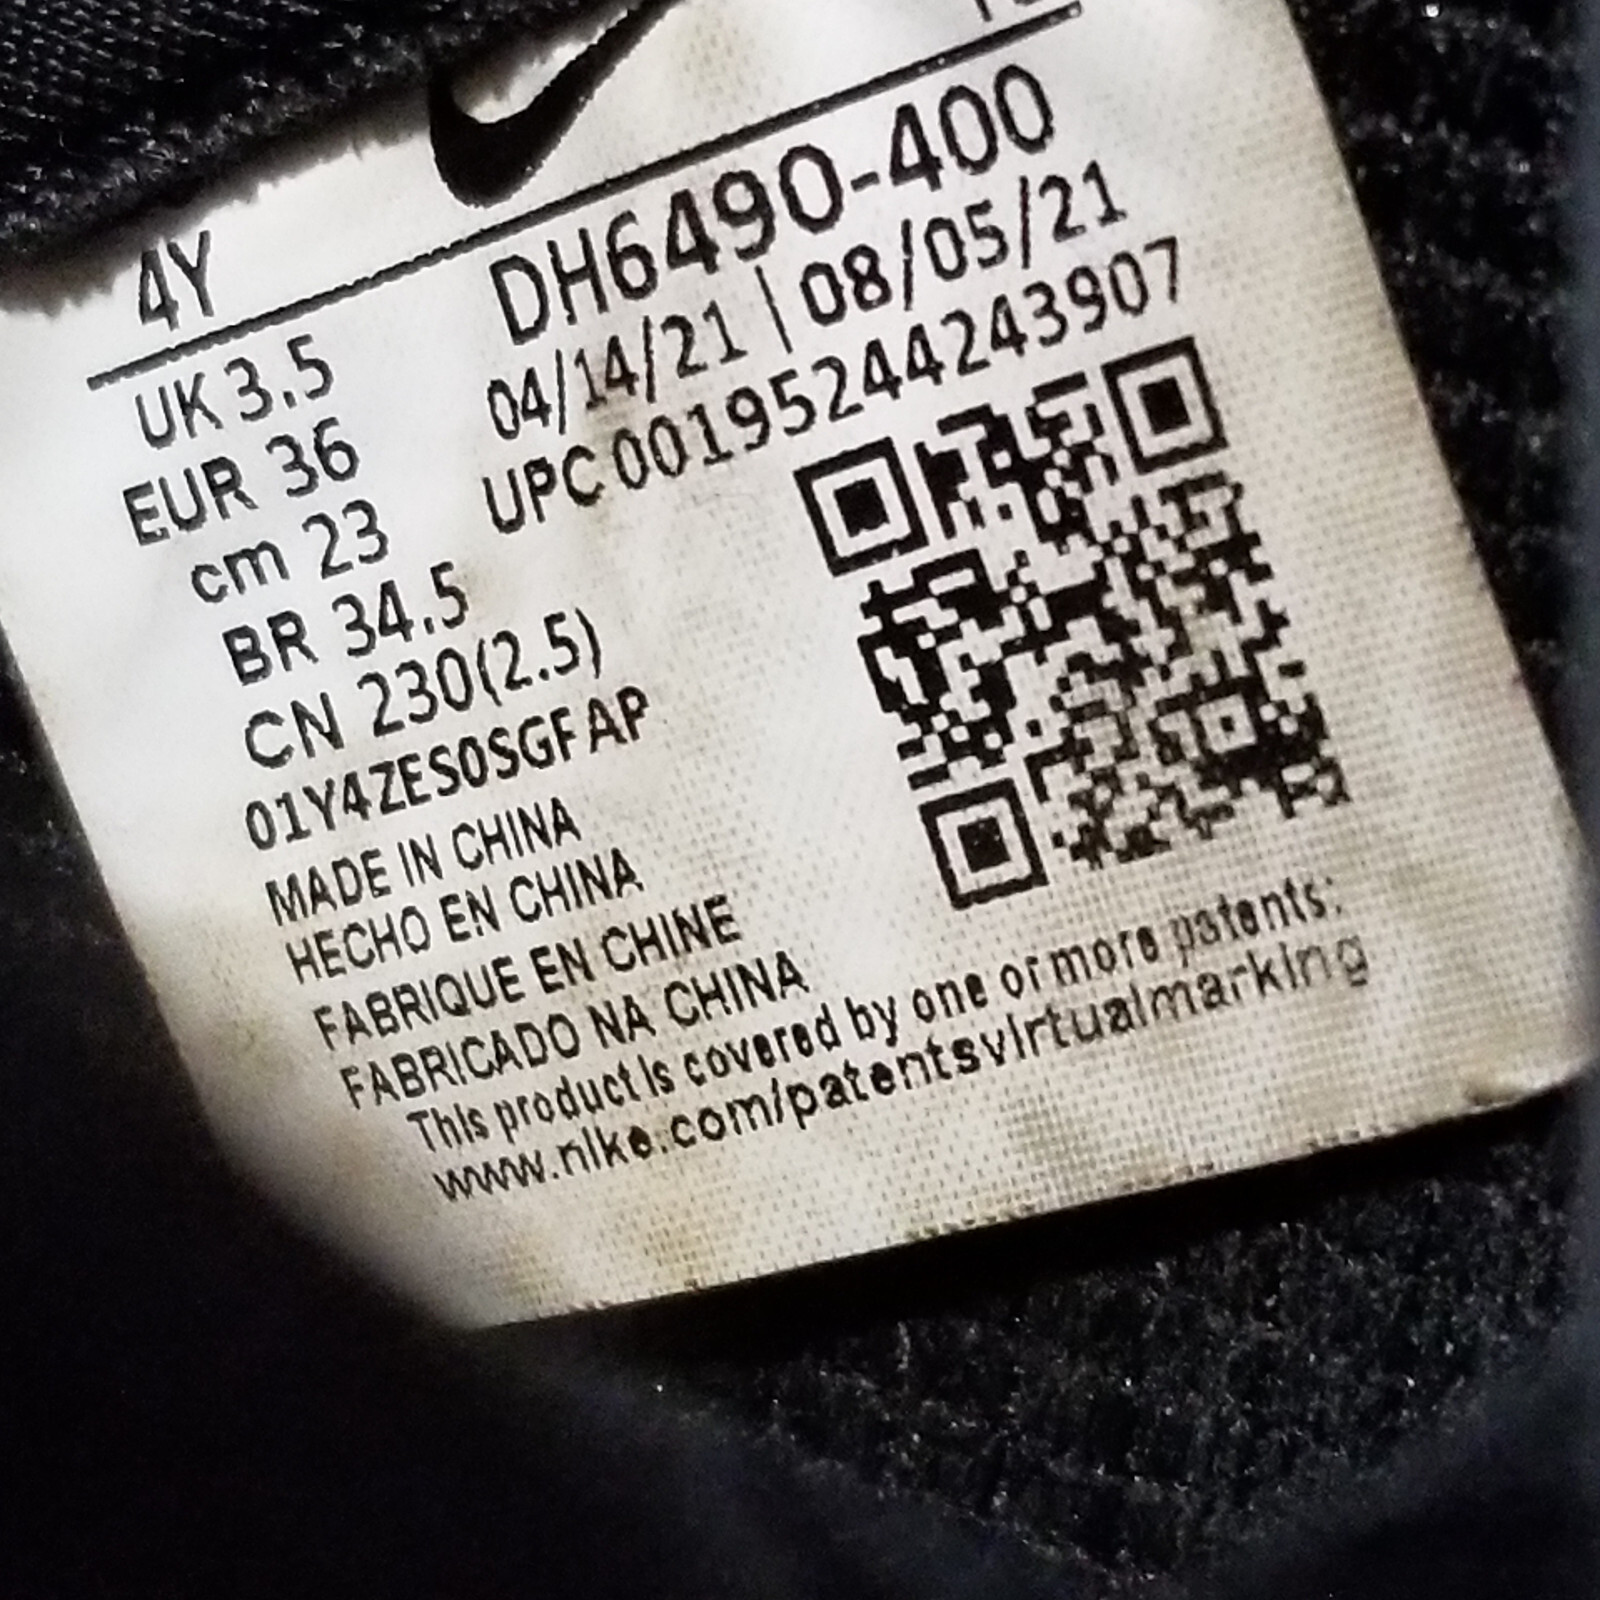 4Y
UK 3.5
EUR 36
cm 23
BR 34.5
CN 230(2.5)
01Y4ZES0SGFAP
DH6490-400
04/14/21 | 08/05/21
UPC 00195244243907
MADE IN CHINA
HECHO EN CHINA
FABRIQUE EN CHINE
FABRICADO NA CHINA
This product is covered by one or more patents:
www.nike.com/patentsvirtualmarking